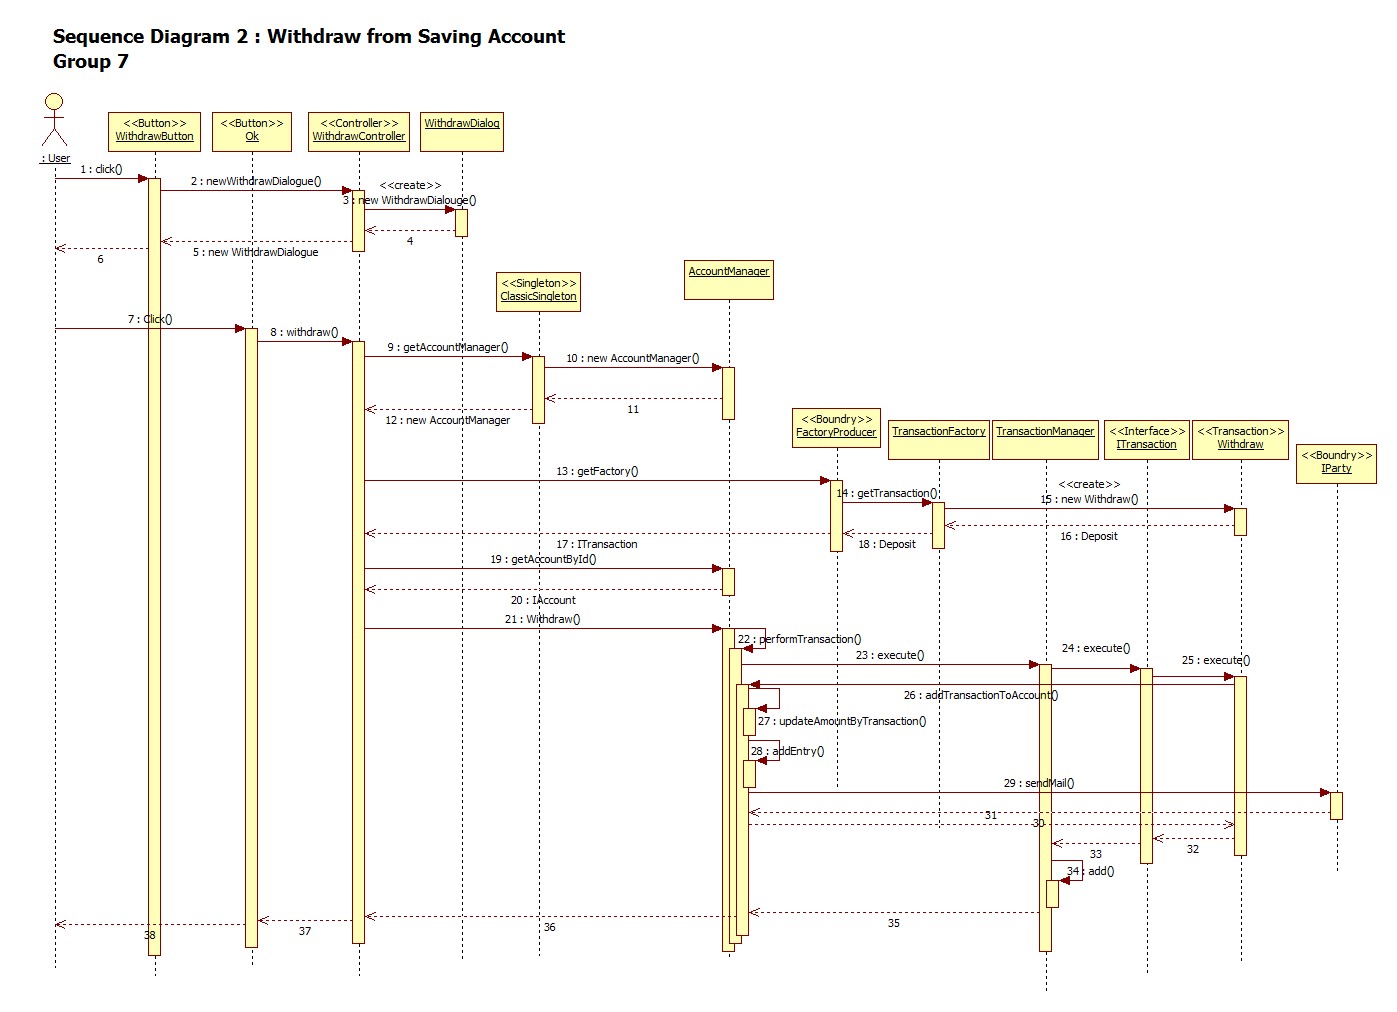 Sequence Diagram 2 : Withdraw from Saving Account
Group 7
: User
<<Button>>
WithdrawButton
<<Button>>
Ok
<<Controller>>
WithdrawController
WithdrawDialog
1 : click()
2 : newWithdrawDialogue()
<<create>>
3 : new WithdrawDialouge()
4
5 : new WithdrawDialogue
6
<<Singleton>>
ClassicSingleton
AccountManager
7 : Click()
8 : withdraw()
9 : getAccountManager()
10 : new AccountManager()
11
12 : new AccountManager
<<Boundry>>
FactoryProducer
TransactionFactory
TransactionManager
<<Interface>>
ITransaction
<<Transaction>>
Withdraw
<<Boundry>>
IParty
13 : getFactory()
14 : getTransaction()
<<create>>
15 : new Withdraw()
16 : Deposit
17 : ITransaction
18 : Deposit
19 : getAccountById()
20 : IAccount
21 : Withdraw()
22 : performTransaction()
23 : execute()
24 : execute()
25 : execute()
26 : addTransactionToAccount()
27 : updateAmountByTransaction()
28 : addEntry()
29 : sendMail()
31
30
32
33
34 : add()
35
36
37
38